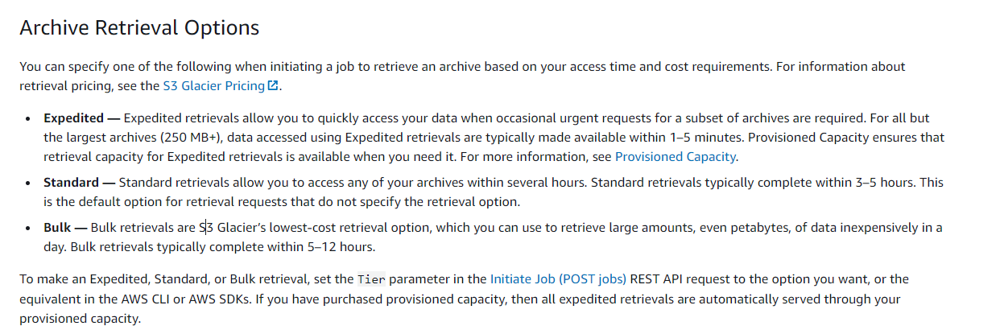 Archive Retrieval Options
You can specify one of the following when initiating a job to retrieve an archive based on your access time and cost requirements. For information about
retrieval pricing, see the S3 Glacier Pricing.
• Expedited — Expedited retrievals allow you to quickly access your data when occasional urgent requests for a subset of archives are required. For all but
the largest archives (250 MB+), data accessed using Expedited retrievals are typically made available within 1–5 minutes. Provisioned Capacity ensures that
retrieval capacity for Expedited retrievals is available when you need it. For more information, see Provisioned Capacity.
• Standard — Standard retrievals allow you to access any of your archives within several hours. Standard retrievals typically complete within 3–5 hours. This
is the default option for retrieval requests that do not specify the retrieval option.
• Bulk — Bulk retrievals are S3 Glacier’s lowest-cost retrieval option, which you can use to retrieve large amounts, even petabytes, of data inexpensively in a
day. Bulk retrievals typically complete within 5–12 hours.
To make an Expedited, Standard, or Bulk retrieval, set the Tier parameter in the Initiate Job (POST jobs) REST API request to the option you want, or the
equivalent in the AWS CLI or AWS SDKs. If you have purchased provisioned capacity, then all expedited retrievals are automatically served through your
provisioned capacity.